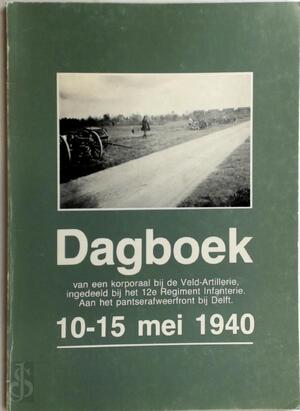 Dagboek
van een korporaal bij de Veld-Artillerie,
ingedeeld bij het 12e Regiment Infanterie.
Aan het pantserafweerfront bij Delft.
10-15 mei 1940